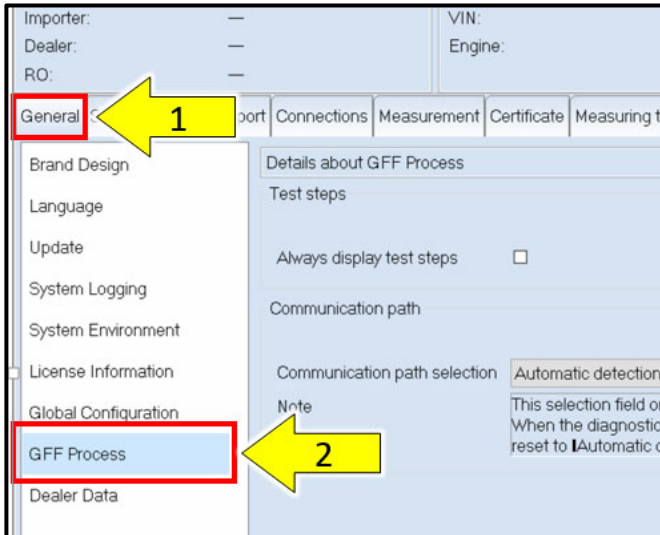 Importer: —
VIN:
Dealer: —
Engine:
RO: —
General S 1 port Connections Measurement Certificate Measuring t
Brand Design
Language
Update
System Logging
System Environment
License Information
Global Configuration
GFF Process
Dealer Data
Details about GFF Process
Test steps
Always display test steps
Communication path
Communication path selection Automatic detection
Note
This selection field o
When the diagnostic
reset to Automatic
2